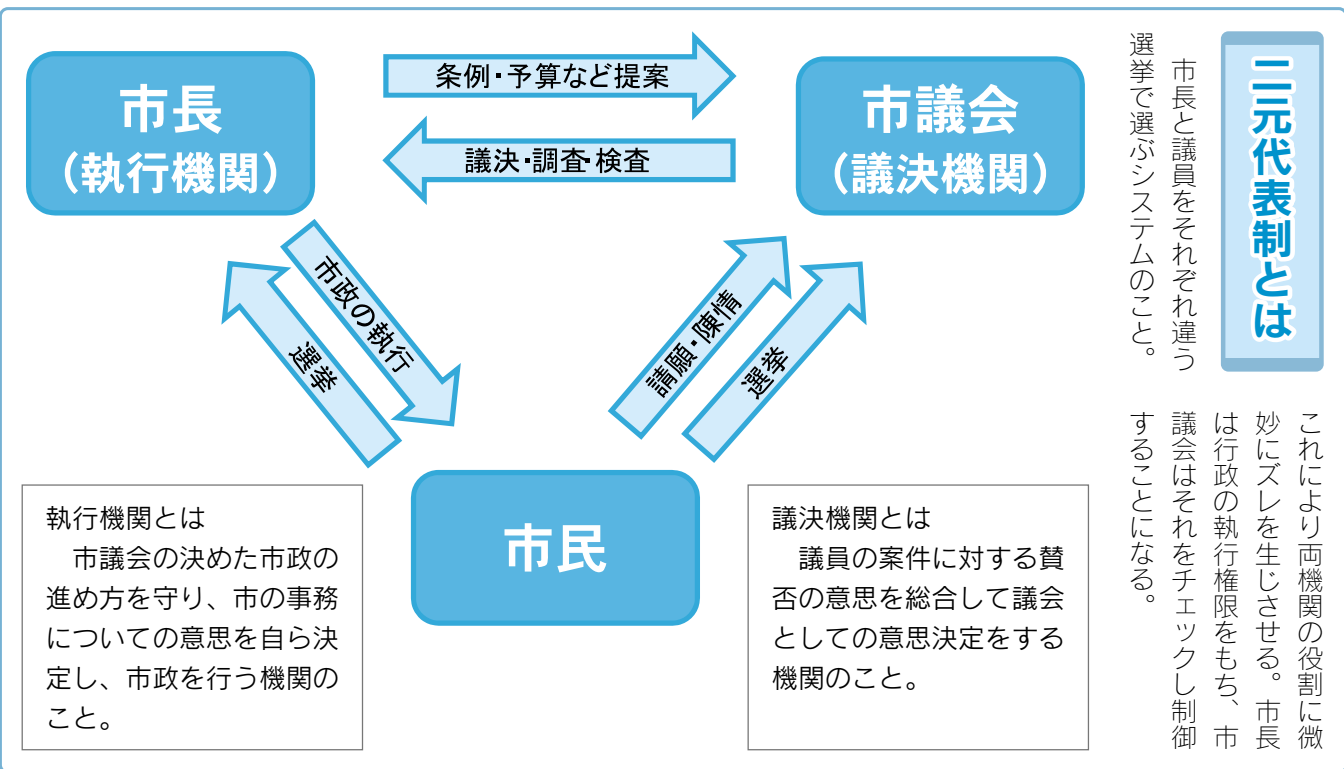 二元代表制とは
　市長と議員をそれぞれ違う
選挙で選ぶシステムのこと。
これにより両機関の役割に微
妙にズレを生じさせる。市長
は行政の執行権限をもち、市
議会はそれをチェックし制御
することになる。
市長
（執行機関）
条例・予算など提案
議決・調査・検査
市議会
（議決機関）
市政の執行
選挙
請願・陳情
選挙
市民
執行機関とは
　市議会の決めた市政の
進め方を守り、市の事務
についての意思を自ら決
定し、市政を行う機関の
こと。
議決機関とは
　議員の案件に対する賛
否の意思を総合して議会
としての意思決定をする
機関のこと。